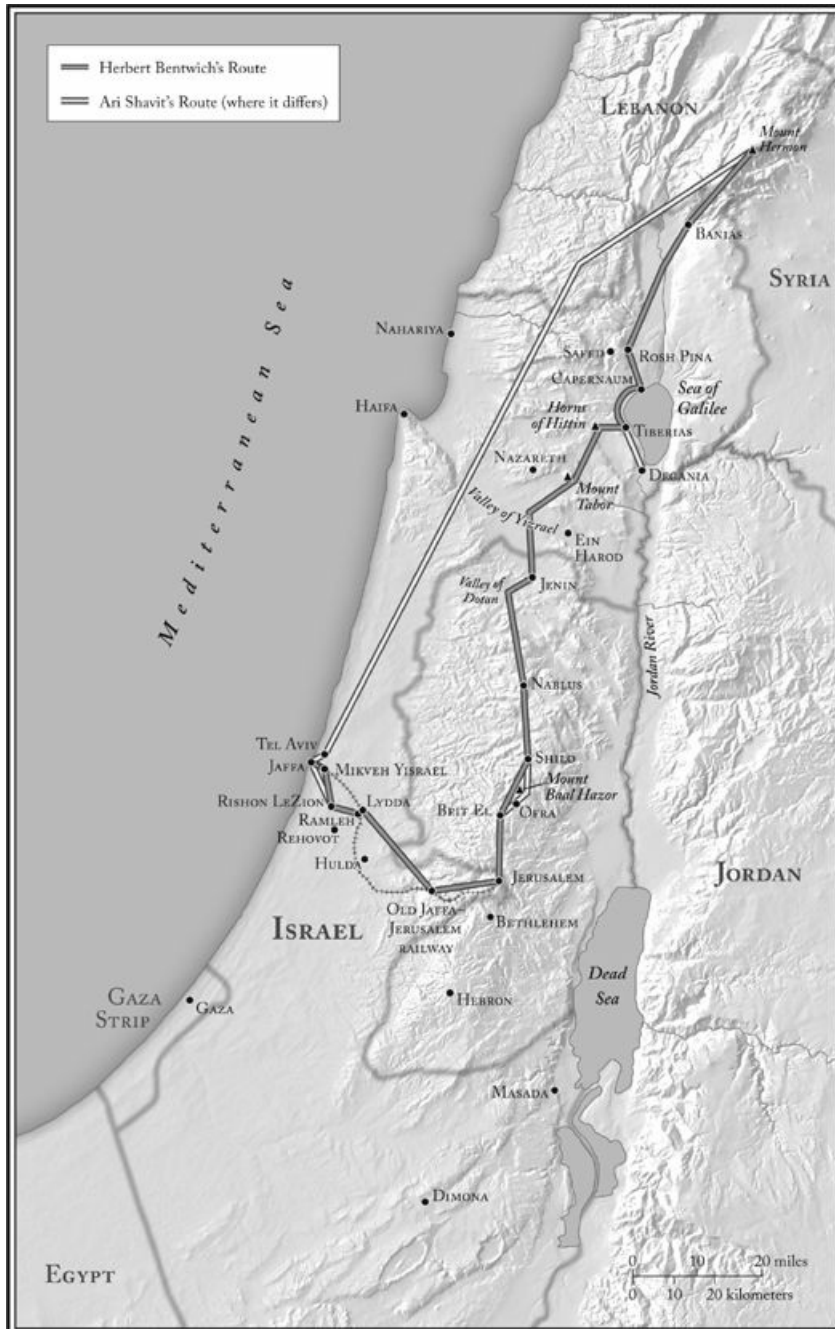 Herbert Bentwich's Route
Ari Shavit's Route (where it differs)
LEBANON
Mount
Hermon
BANIAS
SYRIA
Mediterranean Sea
NAHARIYA
SAFED
ROSH PINA
CAPERNAUM
Sea of
Galilee
HAIFA
Horns
of Hittin
TIBERIAS
NAZARETH
DEGANIA
Mount
Tabor
Valley of Yizrael
EIN
HAROD
JENIN
Valley of
Dotan
Jordan River
NABLUS
TEL AVIV
JAFFA
MIKVEH YISRAEL
SHILO
Mount
Baal Hazor
RISHON LEZION
LYDDA
RAMLEH
BRIT EL
OFRA
REHOVOT
HULDA
JERUSALEM
JORDAN
OLD JAFFA–
JERUSALEM
RAILWAY
BETHLEHEM
ISRAEL
Dead
Sea
GAZA
STRIP
GAZA
HEBRON
MASADA
DIMONA
EGYPT
0 10 20 miles
0 10 20 kilometers